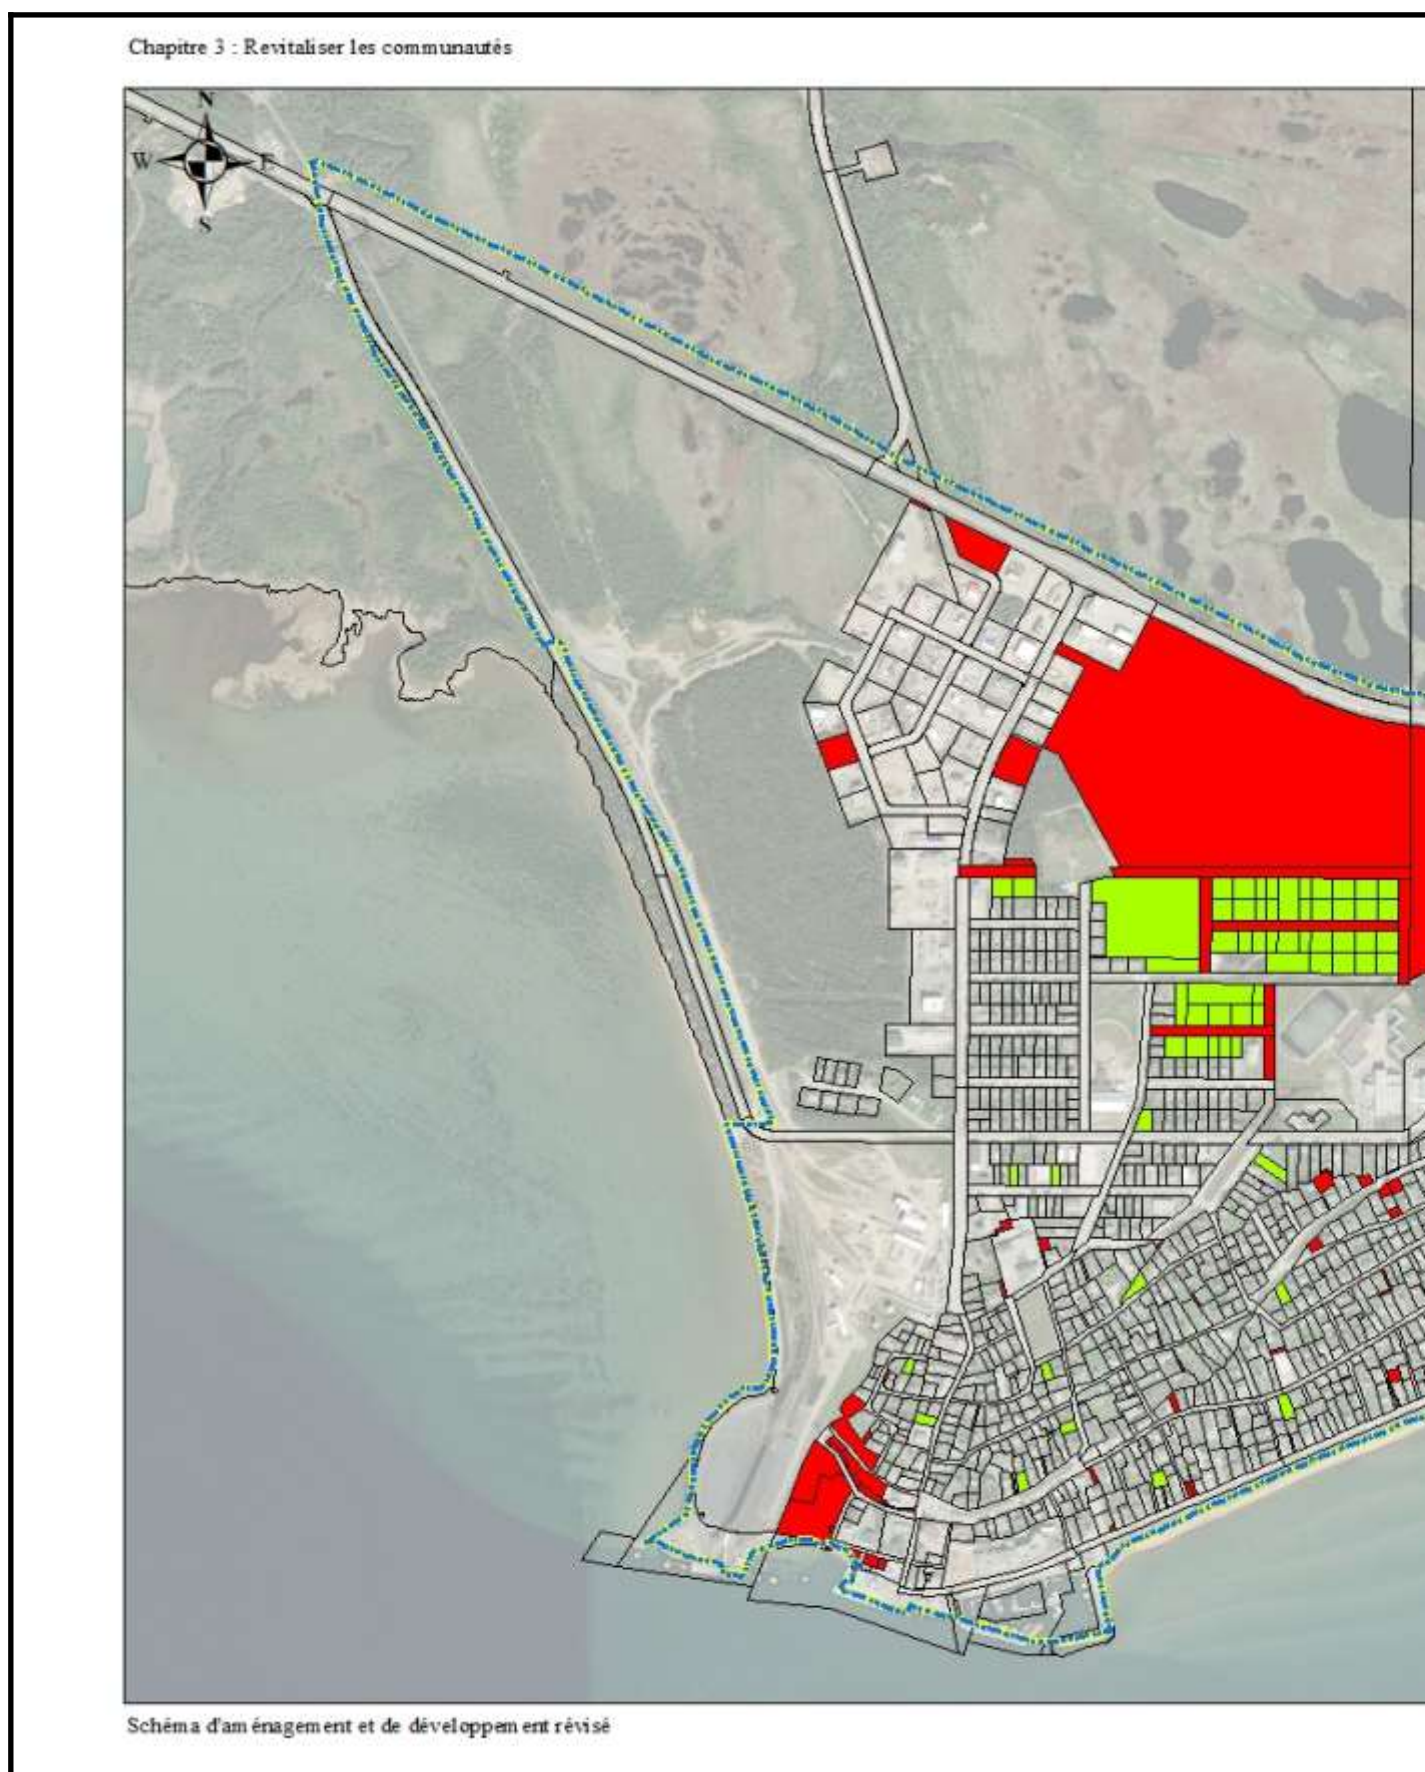 Chapitre 3 : Revitaliser les communautés
N
W E
S
Schéma d'aménagement et de développement révisé